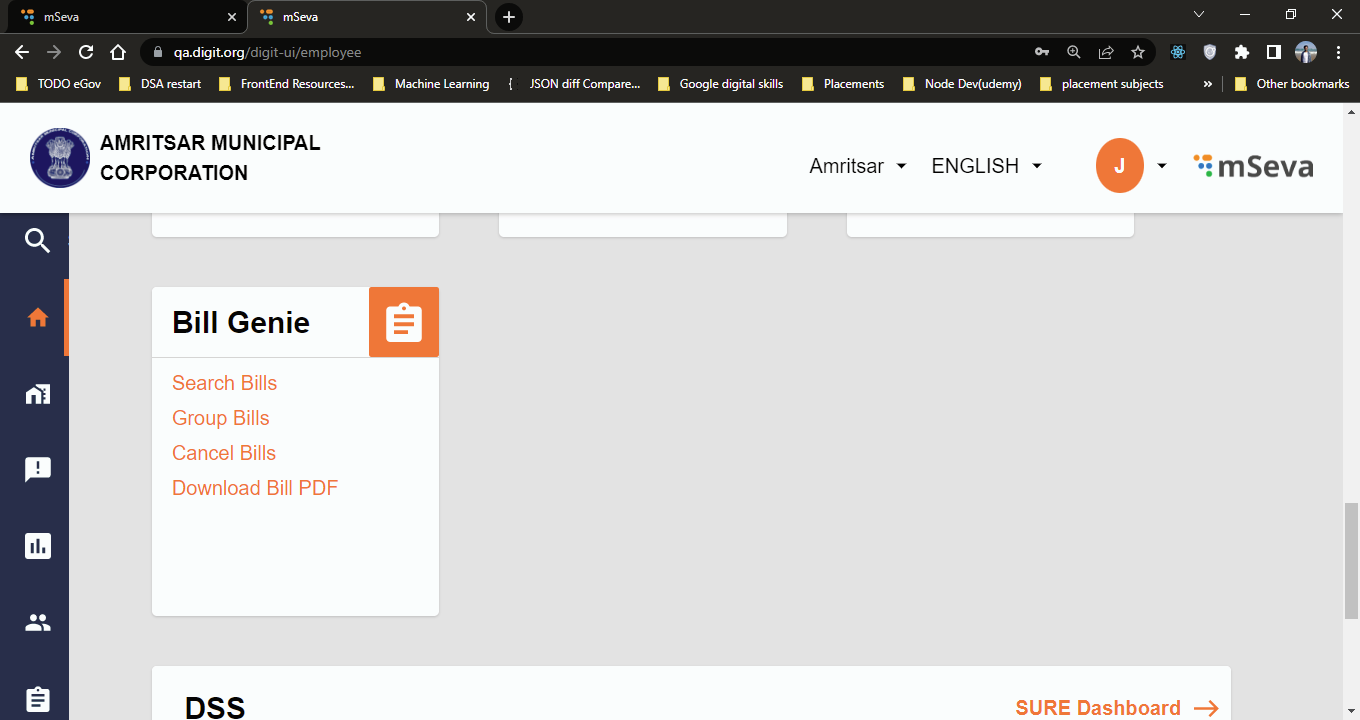 mSeva
mSeva
qa.digit.org/digit-ui/employee
TODO eGov
DSA restart
FrontEnd Resources...
Machine Learning
{ JSON diff Compare...
Google digital skills
Placements
Node Dev(udemy)
placement subjects
»
Other bookmarks
AMRITSAR MUNICIPAL
CORPORATION
Amritsar
ENGLISH
J
mSeva
Bill Genie
Search Bills
Group Bills
Cancel Bills
Download Bill PDF
DSS
SURE Dashboard